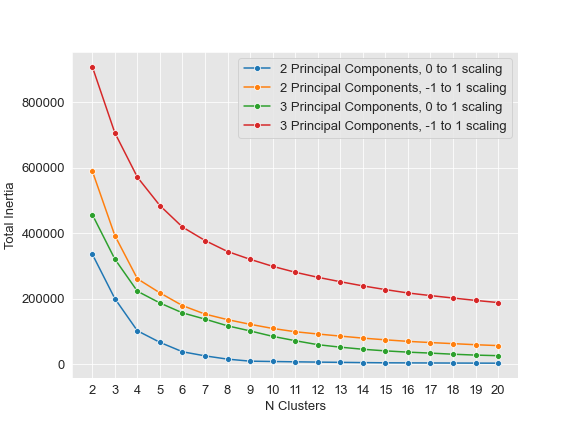 2 Principal Components, 0 to 1 scaling
2 Principal Components, -1 to 1 scaling
3 Principal Components, 0 to 1 scaling
3 Principal Components, -1 to 1 scaling
800000
600000
400000
200000
0
Total Inertia
2 3 4 5 6 7 8 9 10 11 12 13 14 15 16 17 18 19 20
N Clusters